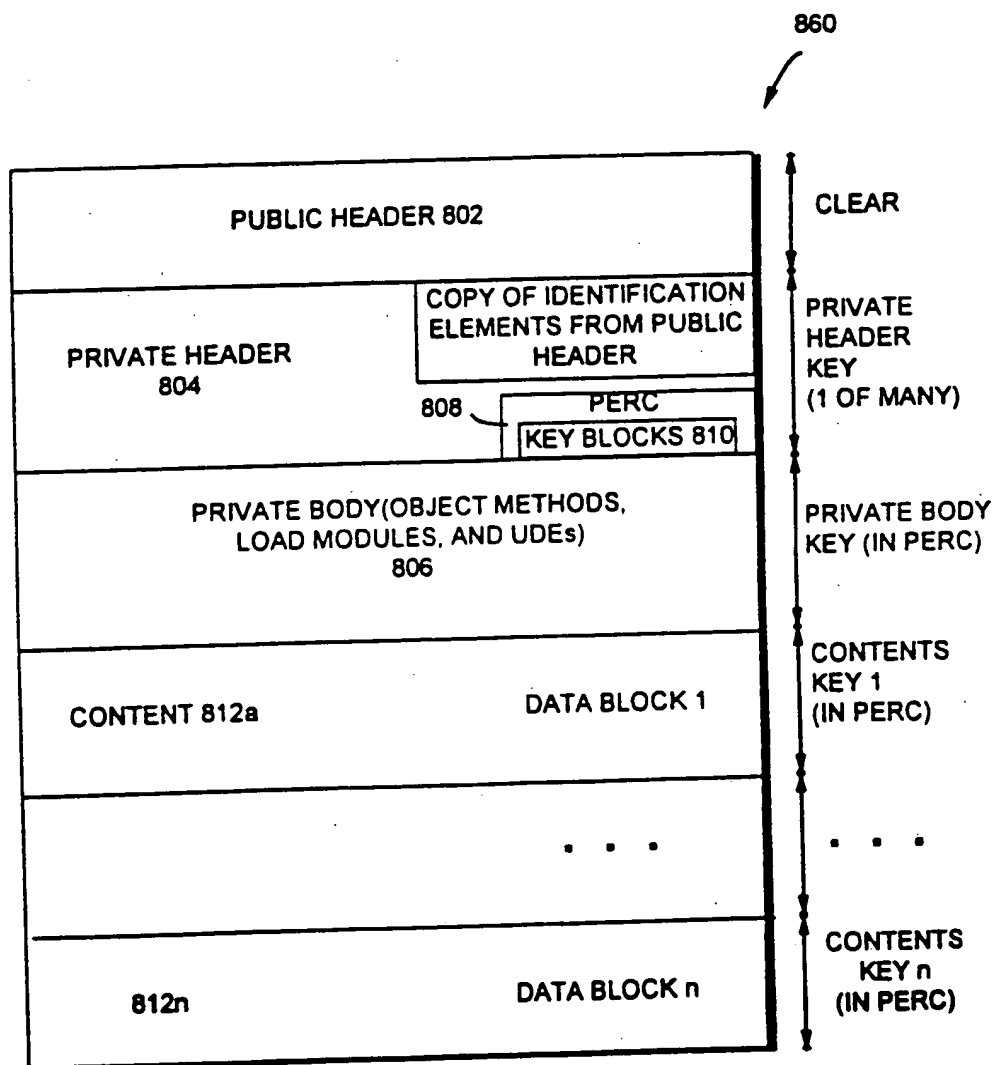 860
PUBLIC HEADER 802
CLEAR
COPY OF IDENTIFICATION
ELEMENTS FROM PUBLIC
HEADER
PRIVATE HEADER
804
PRIVATE
HEADER
KEY
(1 OF MANY)
808
PERC
KEY BLOCKS 810
PRIVATE BODY(OBJECT METHODS,
LOAD MODULES, AND UDEs)
806
PRIVATE BODY
KEY (IN PERC)
CONTENT 812a
DATA BLOCK 1
CONTENTS
KEY 1
(IN PERC)
. . .
. . .
812n
DATA BLOCK n
CONTENTS
KEY n
(IN PERC)